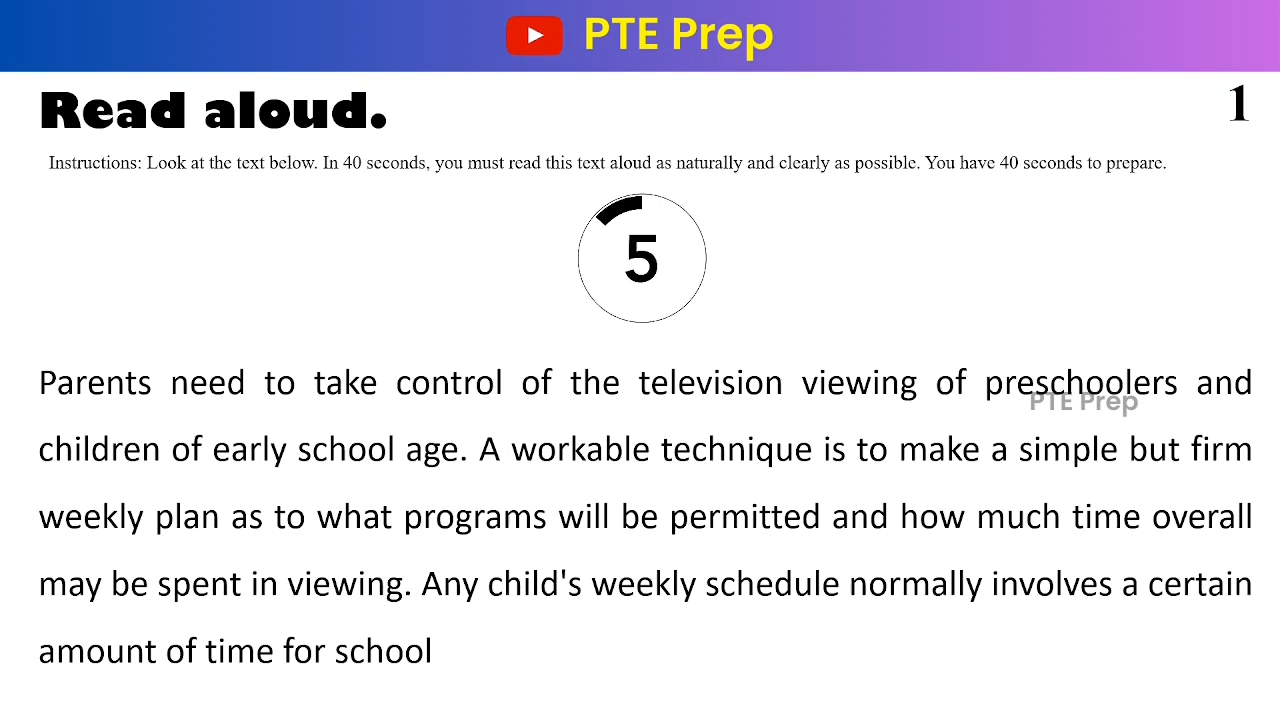 PTE Prep
Read aloud.
1
Instructions: Look at the text below. In 40 seconds, you must read this text aloud as naturally and clearly as possible. You have 40 seconds to prepare.
5
Parents need to take control of the television viewing of preschoolers and
PTE Prep
children of early school age. A workable technique is to make a simple but firm
weekly plan as to what programs will be permitted and how much time overall
may be spent in viewing. Any child's weekly schedule normally involves a certain
amount of time for school